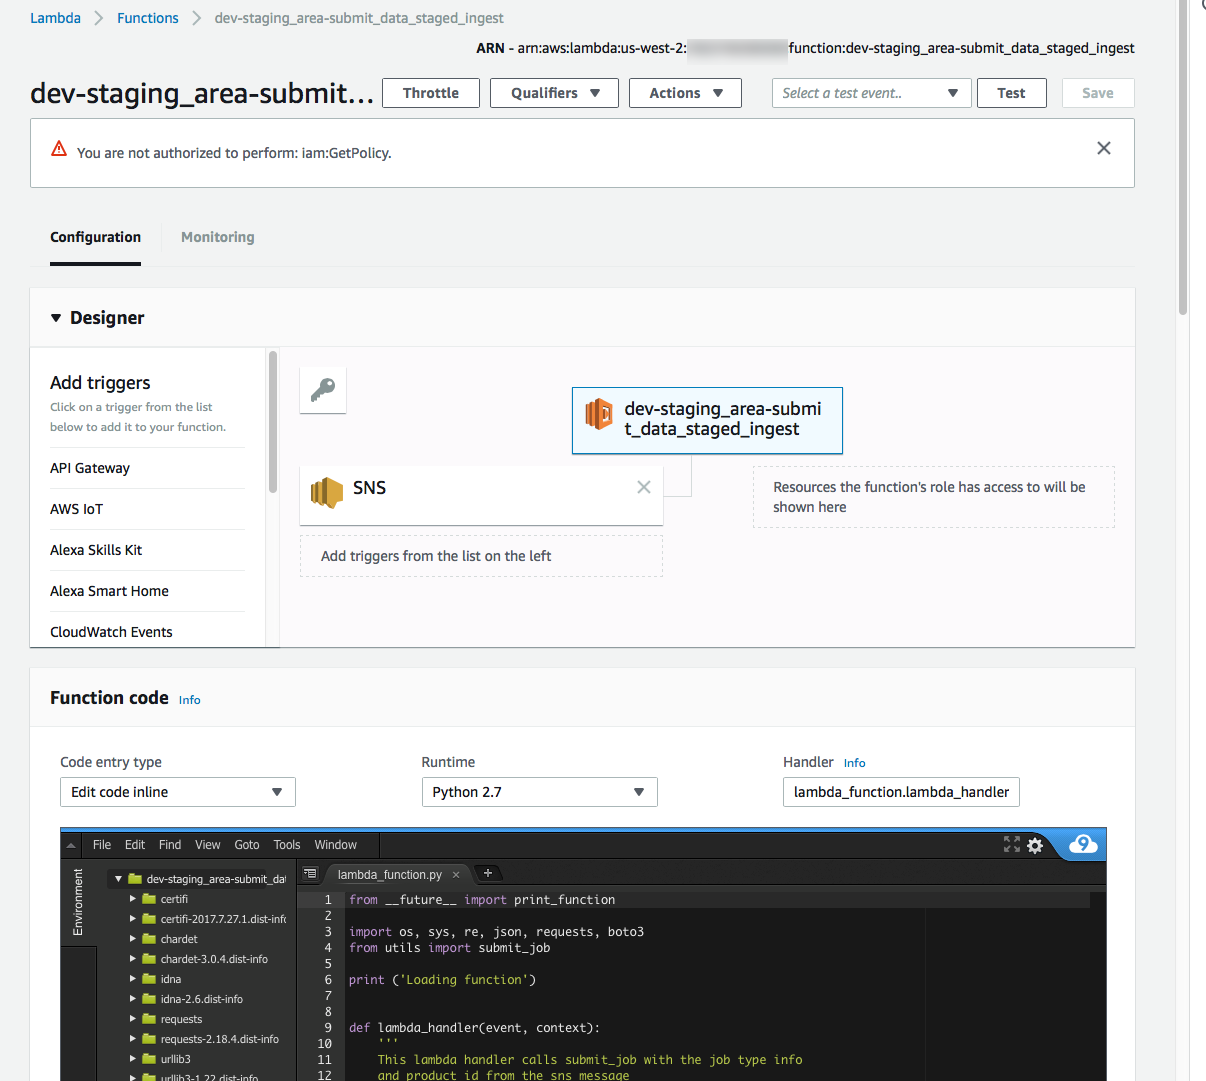 Lambda > Functions > dev-staging_area-submit_data_staged_ingest
ARN - arn:aws:lambda:us-west-2: function:dev-staging_area-submit_data_staged_ingest
dev-staging_area-submit... Throttle Qualifiers Actions Select a test event.. Test Save
You are not authorized to perform: iam:GetPolicy.
Configuration Monitoring
Designer
Add triggers
Click on a trigger from the list
below to add it to your function.
API Gateway
AWS IoT
Alexa Skills Kit
Alexa Smart Home
CloudWatch Events
dev-staging_area-submi
t_data_staged_ingest
SNS
Add triggers from the list on the left
Resources the function's role has access to will be
shown here
Function code Info
Code entry type
Edit code inline
Runtime
Python 2.7
Handler Info
lambda_function.lambda_handler
File Edit Find View Goto Tools Window
9
Environment
dev-staging_area-submit_dat
certifi
certifi-2017.7.27.1.dist-info
chardet
chardet-3.0.4.dist-info
idna
idna-2.6.dist-info
requests
requests-2.18.4.dist-info
urllib3
urllib3-1.22.dist-info
lambda_function.py
1 from __future__ import print_function
2
3 import os, sys, re, json, requests, boto3
4 from utils import submit_job
5
6 print ('Loading function')
7
8
9 def lambda_handler(event, context):
10 '''
11 This lambda handler calls submit_job with the job type info
12 and product id from the sns message